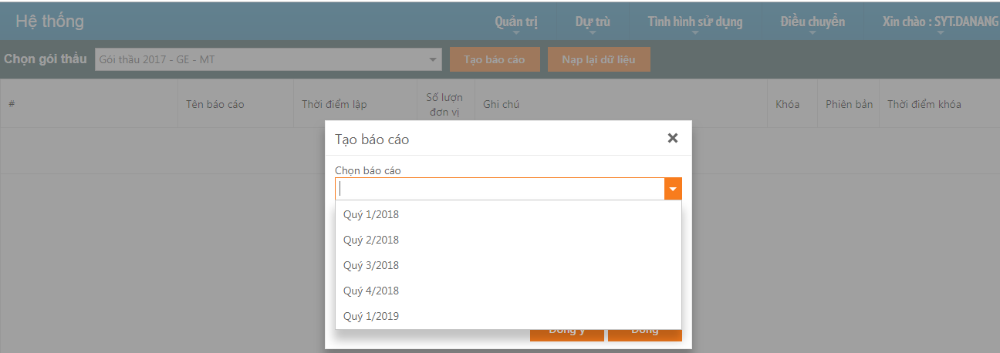 Hệ thống
Quản trị
Dự trù
Tình hình sử dụng
Điều chuyển
Xin chào : SYT.DANANG
Chọn gói thầu
Gói thầu 2017 - GE - MT
Tạo báo cáo
Nạp lại dữ liệu
#
Tên báo cáo
Thời điểm lập
Số lượn
đơn vị
Ghi chú
Khóa
Phiên bản
Thời điểm khóa
Tạo báo cáo
Chọn báo cáo
Quý 1/2018
Quý 2/2018
Quý 3/2018
Quý 4/2018
Quý 1/2019
Đồng ý
Đóng